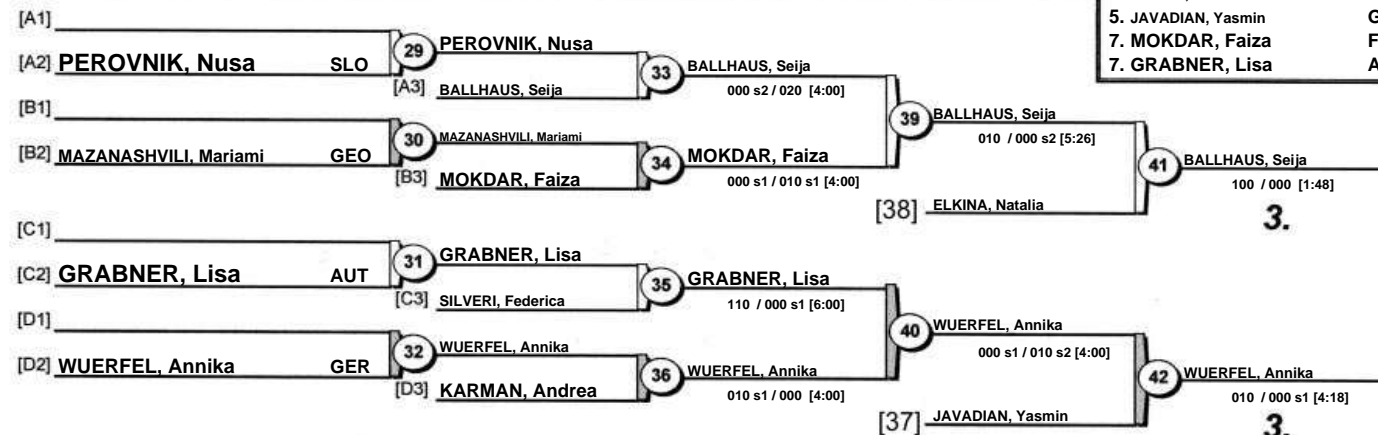 5. JAVADIAN, Yasmin G
7. MOKDAR, Faiza F
7. GRABNER, Lisa A
[A1]
[A2] PEROVNIK, Nusa SLO
29 PEROVNIK, Nusa
[A3] BALLHAUS, Seija
33 BALLHAUS, Seija
000 s2 / 020 [4:00]
[B1]
[B2] MAZANASHVILI, Mariami GEO
30 MAZANASHVILI, Mariami
[B3] MOKDAR, Faiza
34 MOKDAR, Faiza
000 s1 / 010 s1 [4:00]
39 BALLHAUS, Seija
010 / 000 s2 [5:26]
[38] ELKINA, Natalia
41 BALLHAUS, Seija
100 / 000 [1:48]
3.
[C1]
[C2] GRABNER, Lisa AUT
31 GRABNER, Lisa
[C3] SILVERI, Federica
35 GRABNER, Lisa
110 / 000 s1 [6:00]
[D1]
[D2] WUERFEL, Annika GER
32 WUERFEL, Annika
[D3] KARMAN, Andrea
36 WUERFEL, Annika
010 s1 / 000 [4:00]
40 WUERFEL, Annika
000 s1 / 010 s2 [4:00]
[37] JAVADIAN, Yasmin
42 WUERFEL, Annika
010 / 000 s1 [4:18]
3.